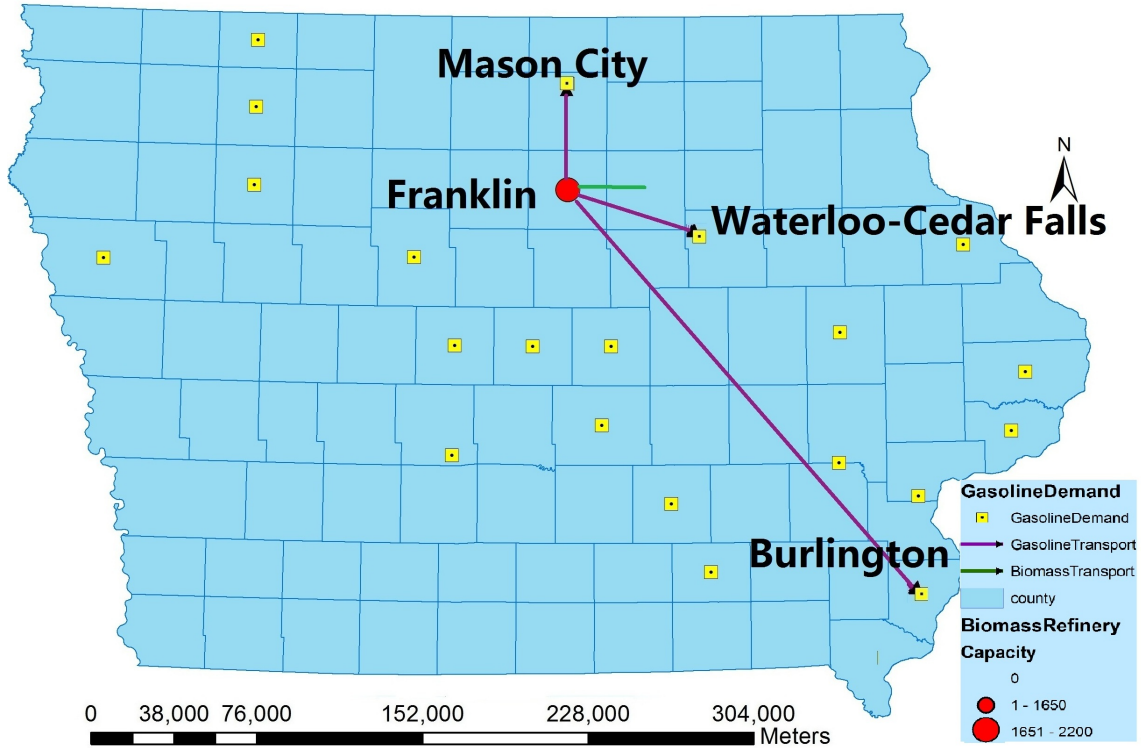 Mason City
N
Franklin
Waterloo-Cedar Falls
Burlington
GasolineDemand
GasolineDemand
GasolineTransport
BiomassTransport
county
BiomassRefinery
Capacity
0
1 - 1650
1651 - 2200
0 38,000 76,000 152,000 228,000 304,000
Meters